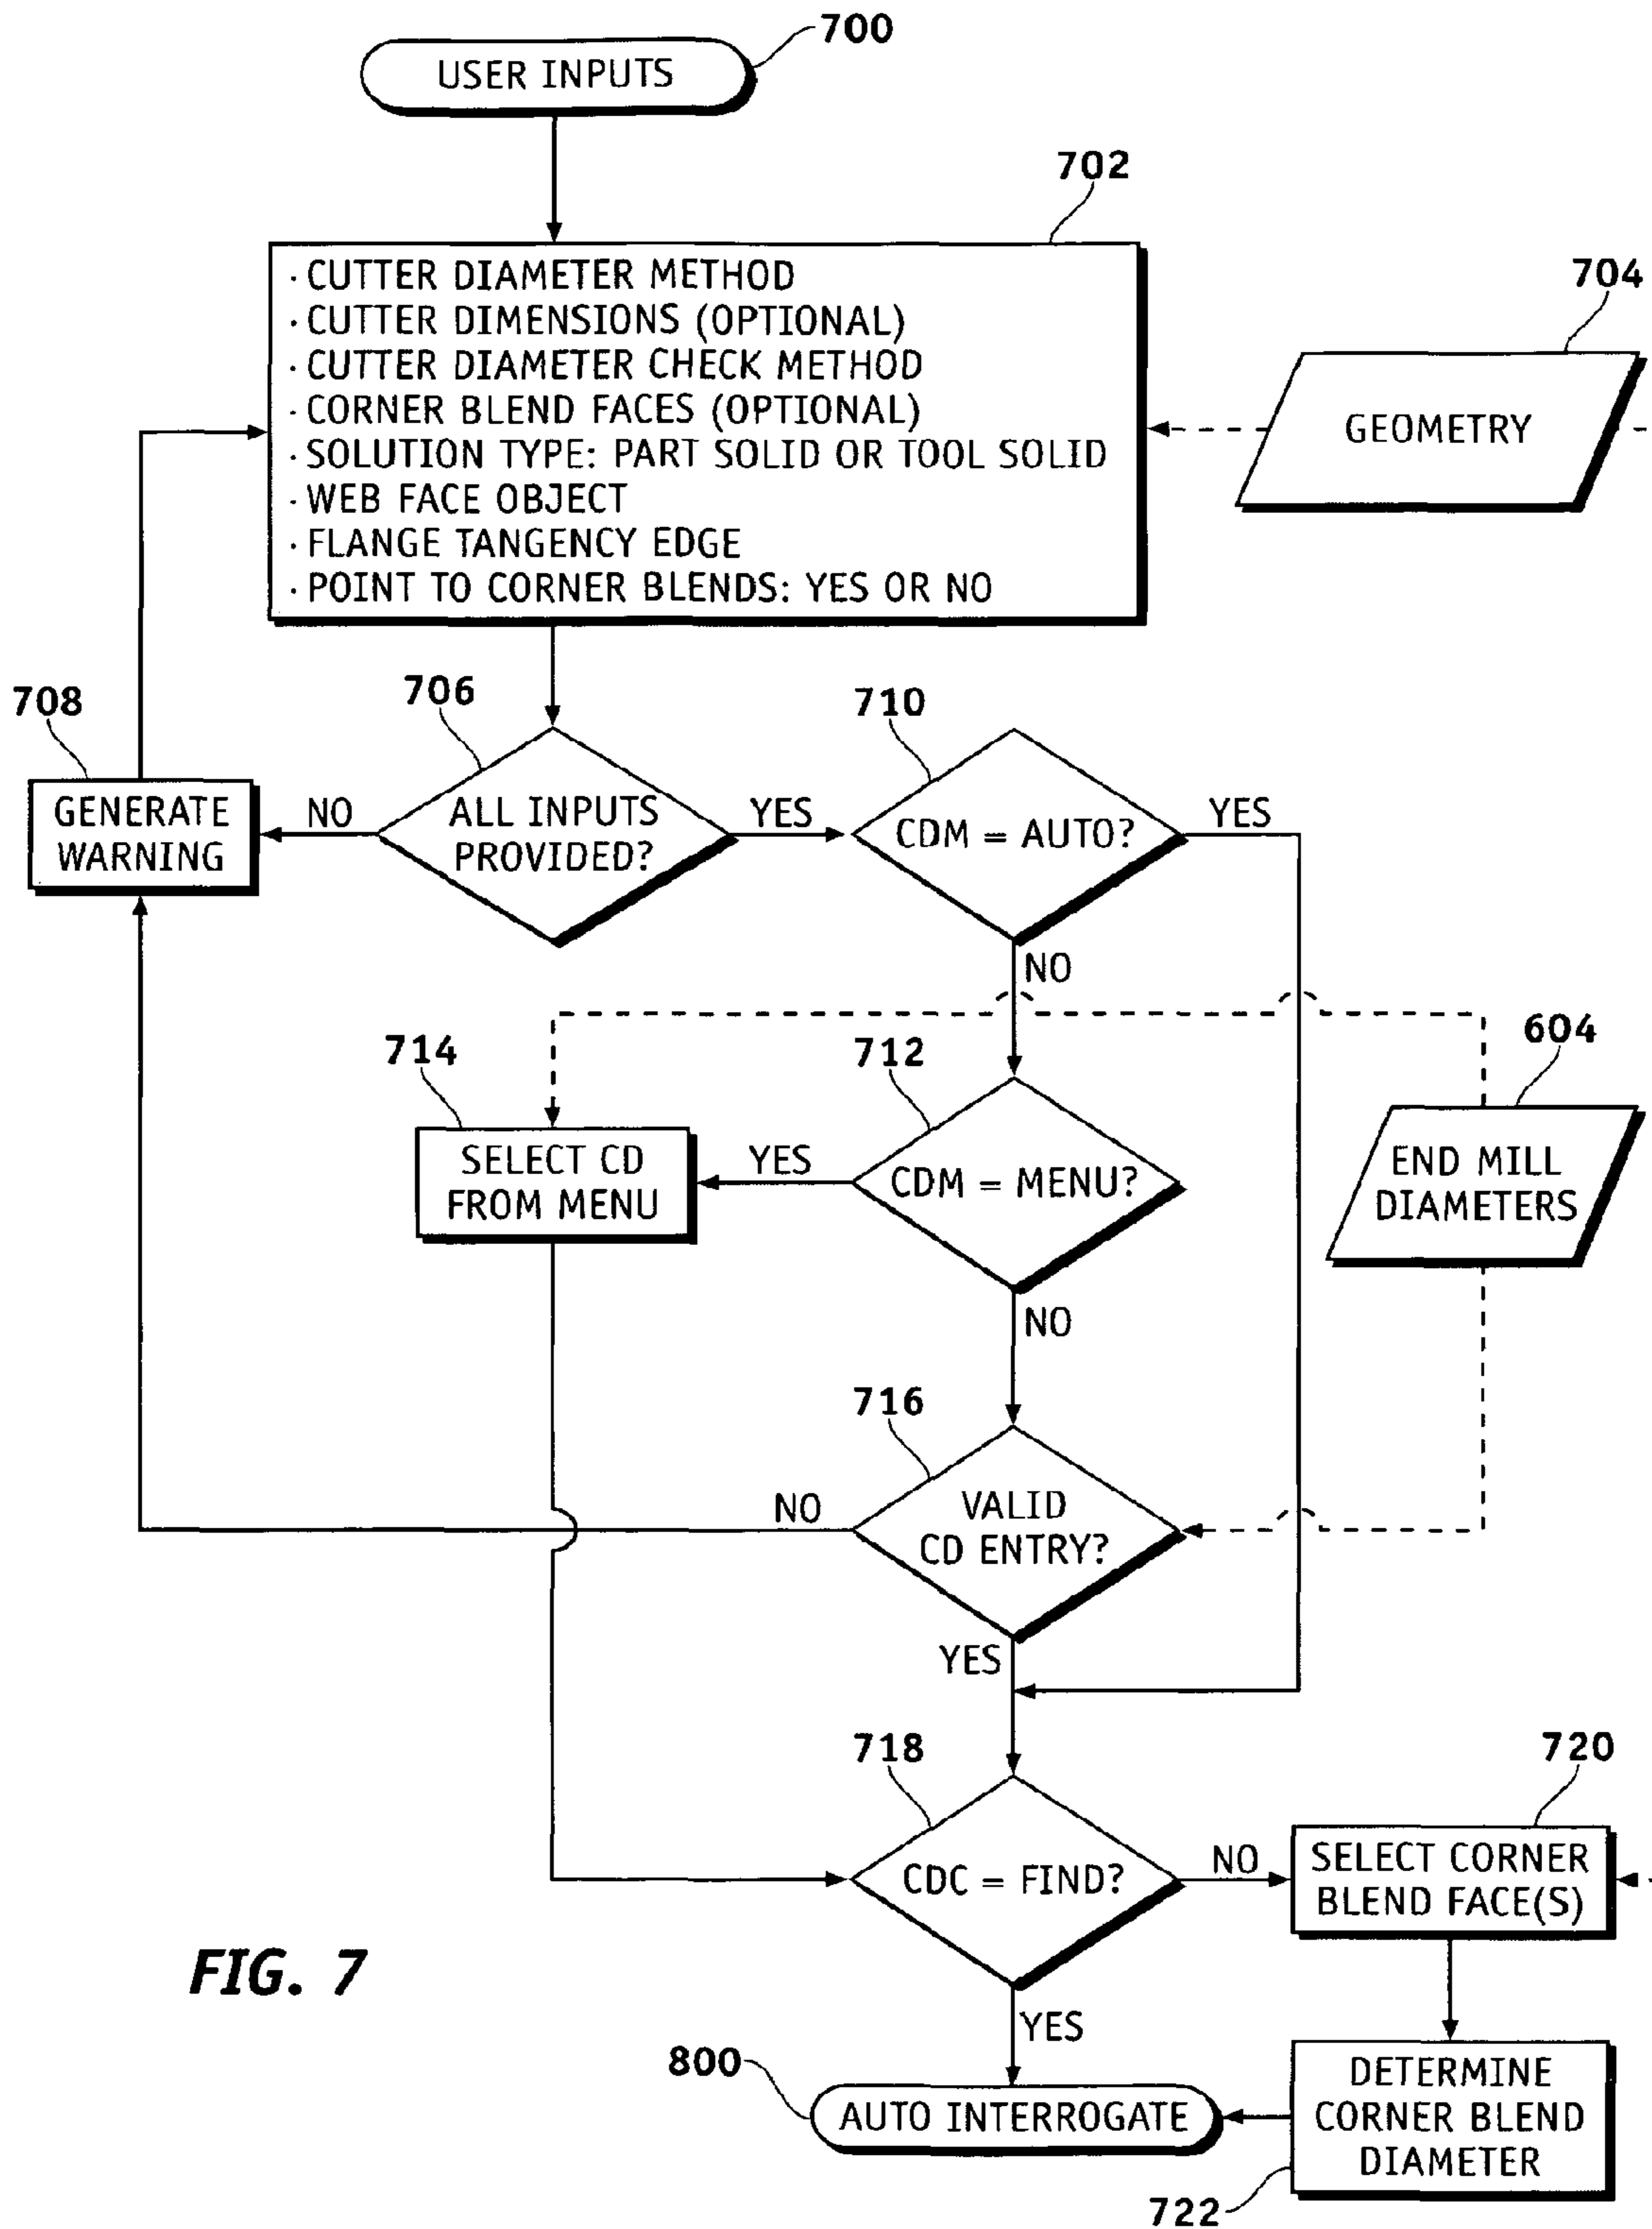 700
USER INPUTS
702
· CUTTER DIAMETER METHOD
· CUTTER DIMENSIONS (OPTIONAL)
· CUTTER DIAMETER CHECK METHOD
· CORNER BLEND FACES (OPTIONAL)
· SOLUTION TYPE: PART SOLID OR TOOL SOLID
· WEB FACE OBJECT
· FLANGE TANGENCY EDGE
· POINT TO CORNER BLENDS: YES OR NO
704
GEOMETRY
708
GENERATE
WARNING
NO
706
ALL INPUTS
PROVIDED?
YES
710
CDM = AUTO?
YES
NO
714
SELECT CD
FROM MENU
YES
712
CDM = MENU?
NO
604
END MILL
DIAMETERS
716
VALID
CD ENTRY?
NO
YES
718
CDC = FIND?
NO
YES
720
SELECT CORNER
BLEND FACE(S)
DETERMINE
CORNER BLEND
DIAMETER
722
800
AUTO INTERROGATE
FIG. 7